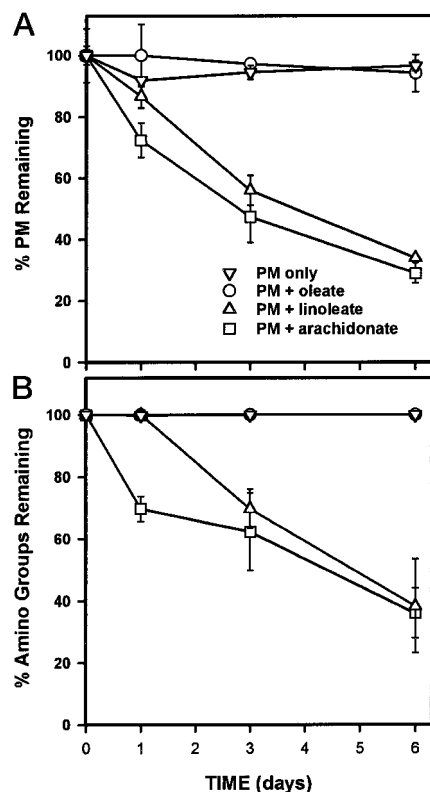 A
% PM Remaining
100
80
60
40
20
0
PM only
PM + oleate
PM + linoleate
PM + arachidonate
B
% Amino Groups Remaining
100
80
60
40
20
0
0 1 2 3 4 5 6
TIME (days)